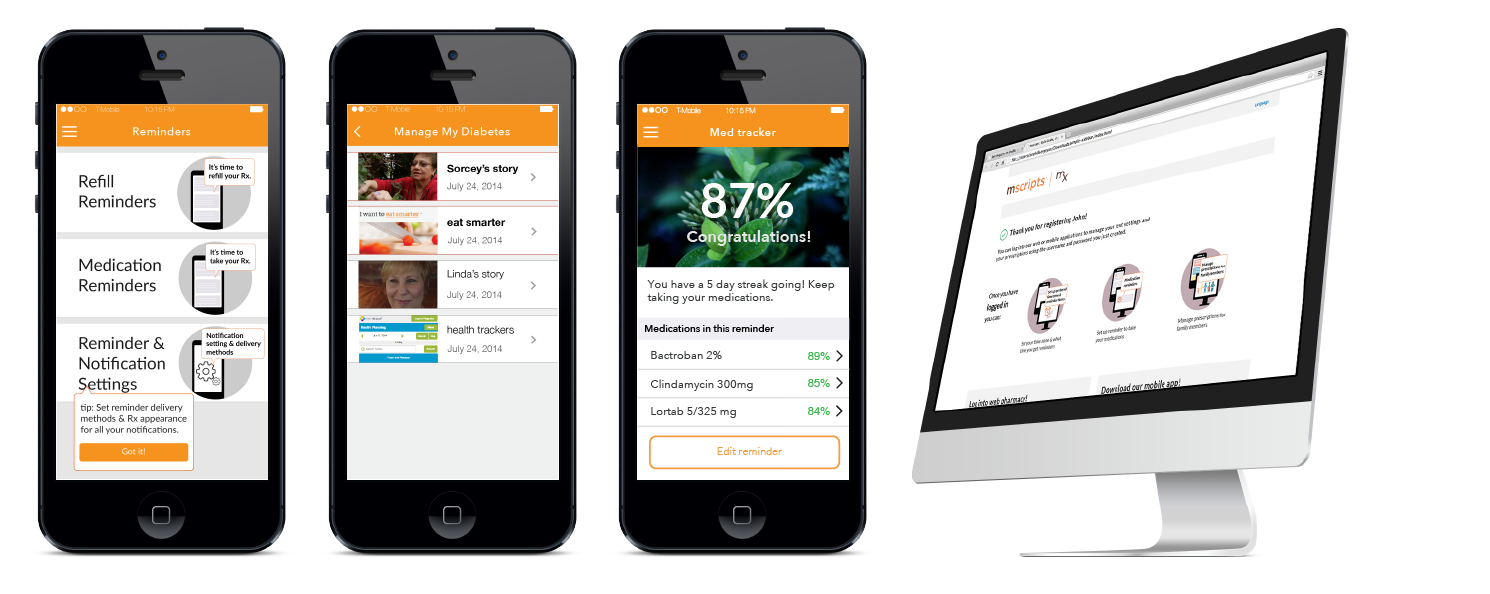 T-Mobile 10:15 PM
Reminders
Refill
Reminders
It's time to
refill your Rx.
Medication
Reminders
It's time to
take your Rx.
Reminder &
Notification
Settings
Notification
setting & delivery
methods
tip: Set reminder delivery
methods & Rx appearance
for all your notifications.
Got it!
T-Mobile 10:15 PM
Manage My Diabetes
Sorcey's story
July 24, 2014
I want to eat smarter
eat smarter
July 24, 2014
Linda's story
July 24, 2014
Health Planning
health trackers
July 24, 2014
T-Mobile 10:15 PM
Med tracker
87%
Congratulations!
You have a 5 day streak going! Keep
taking your medications.
Medications in this reminder
Bactroban 2% 89%
Clindamycin 300mg 85%
Lortab 5/325 mg 84%
Edit reminder
Language
mscripts | mx
Thank you for registering John!
You can log into our web or mobile applications to manage your text settings and
your prescriptions using the username and password you just created.
Once you have
logged in
you can:
Medication
reminders
Manage
prescriptions for
family members
Set your time zone & what
time you get reminders
Set up reminder to take
your medications
Manage prescriptions for
family members
Log into web pharmacy!
Download our mobile app!